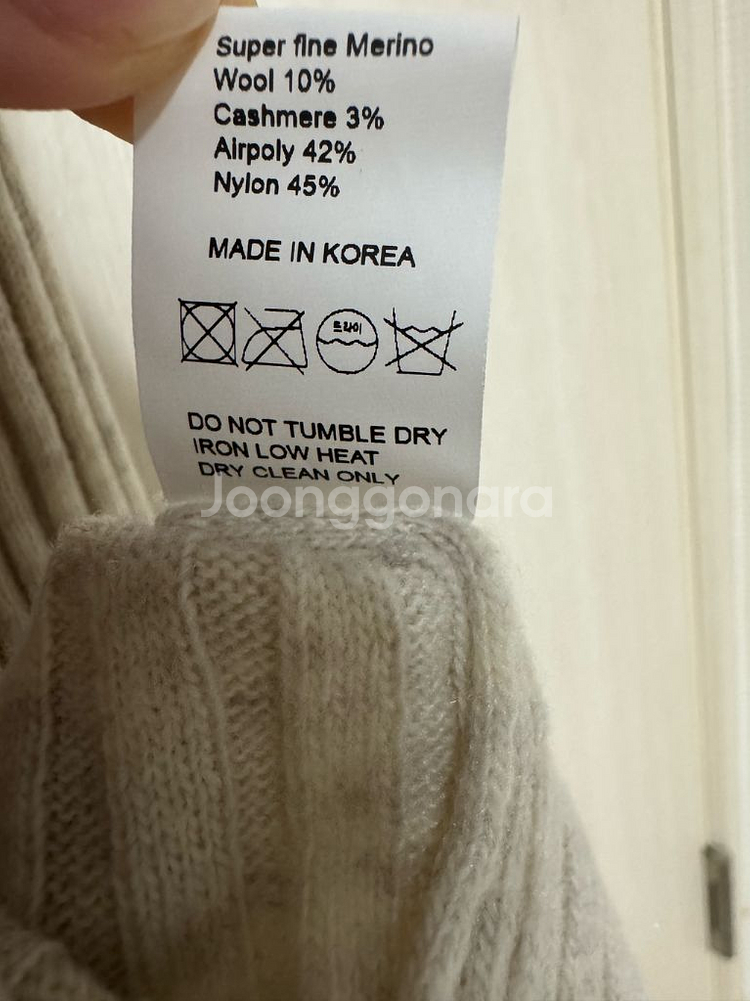 Super fine Merino
Wool 10%
Cashmere 3%
Airpoly 42%
Nylon 45%
MADE IN KOREA
드라이
DO NOT TUMBLE DRY
IRON LOW HEAT
DRY CLEAN ONLY
Joonggonara